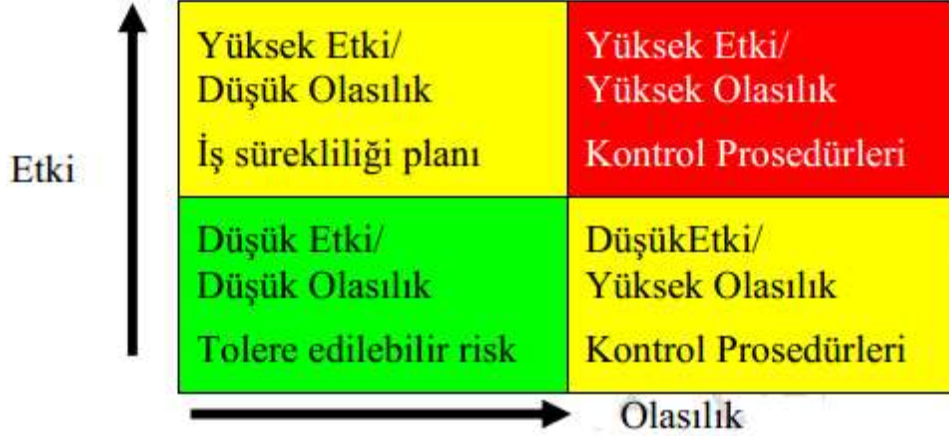 Yüksek Etki/
Düşük Olasılık
İş sürekliliği planı
Yüksek Etki/
Yüksek Olasılık
Kontrol Prosedürleri
Etki
Düşük Etki/
Düşük Olasılık
Tolere edilebilir risk
DüşükEtki/
Yüksek Olasılık
Kontrol Prosedürleri
Olasılık